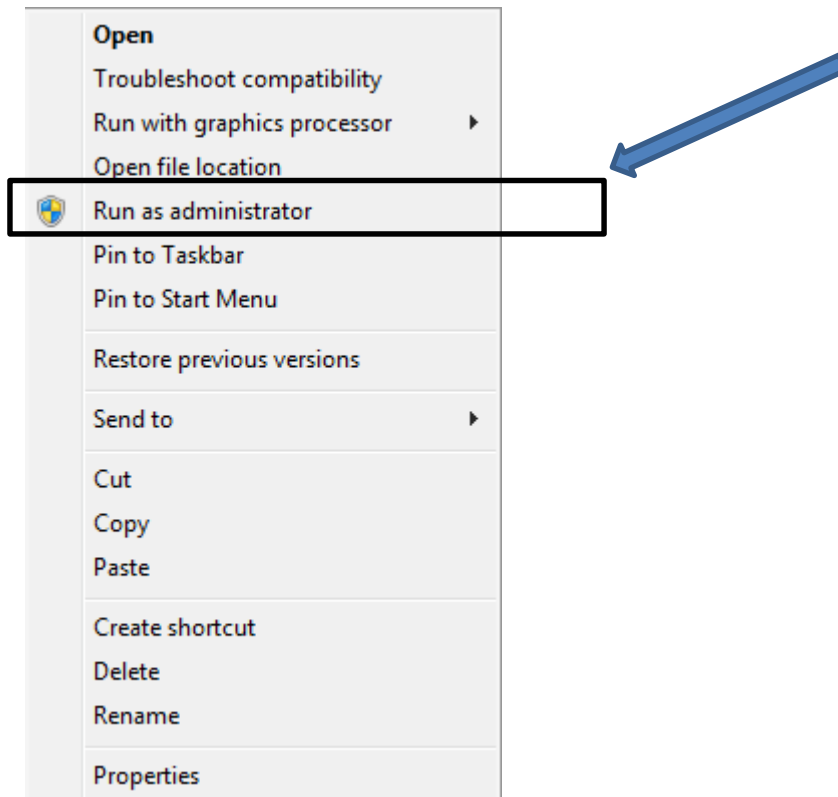 Open
Troubleshoot compatibility
Run with graphics processor
Open file location
Run as administrator
Pin to Taskbar
Pin to Start Menu
Restore previous versions
Send to
Cut
Copy
Paste
Create shortcut
Delete
Rename
Properties